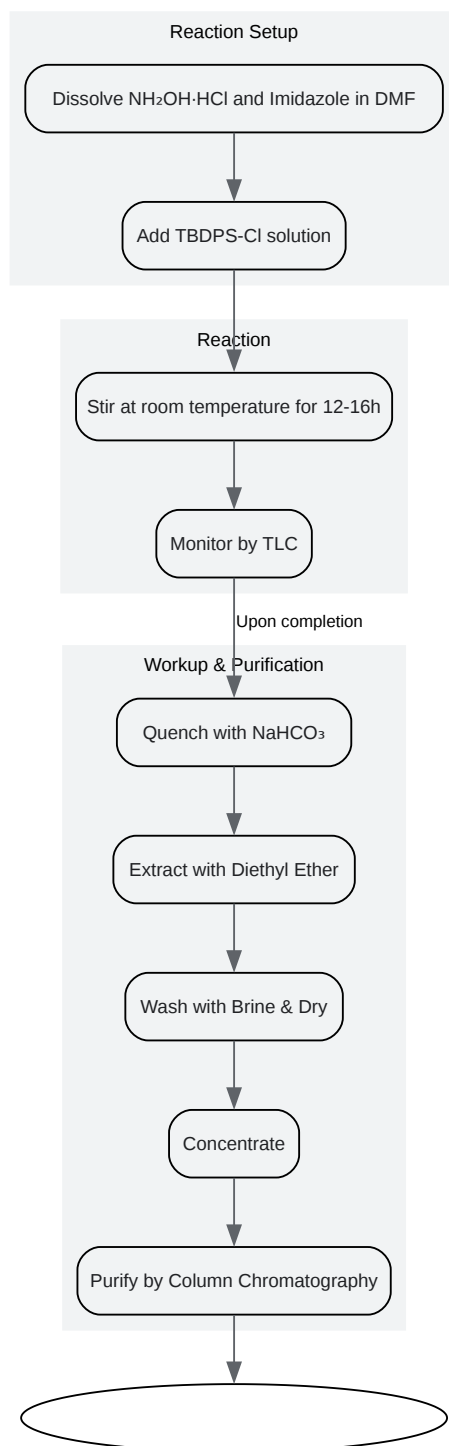 Reaction Setup
Dissolve NH₂OH·HCl and Imidazole in DMF
Add TBDPS-Cl solution
Reaction
Stir at room temperature for 12-16h
Monitor by TLC
Upon completion
Workup & Purification
Quench with NaHCO₃
Extract with Diethyl Ether
Wash with Brine & Dry
Concentrate
Purify by Column Chromatography